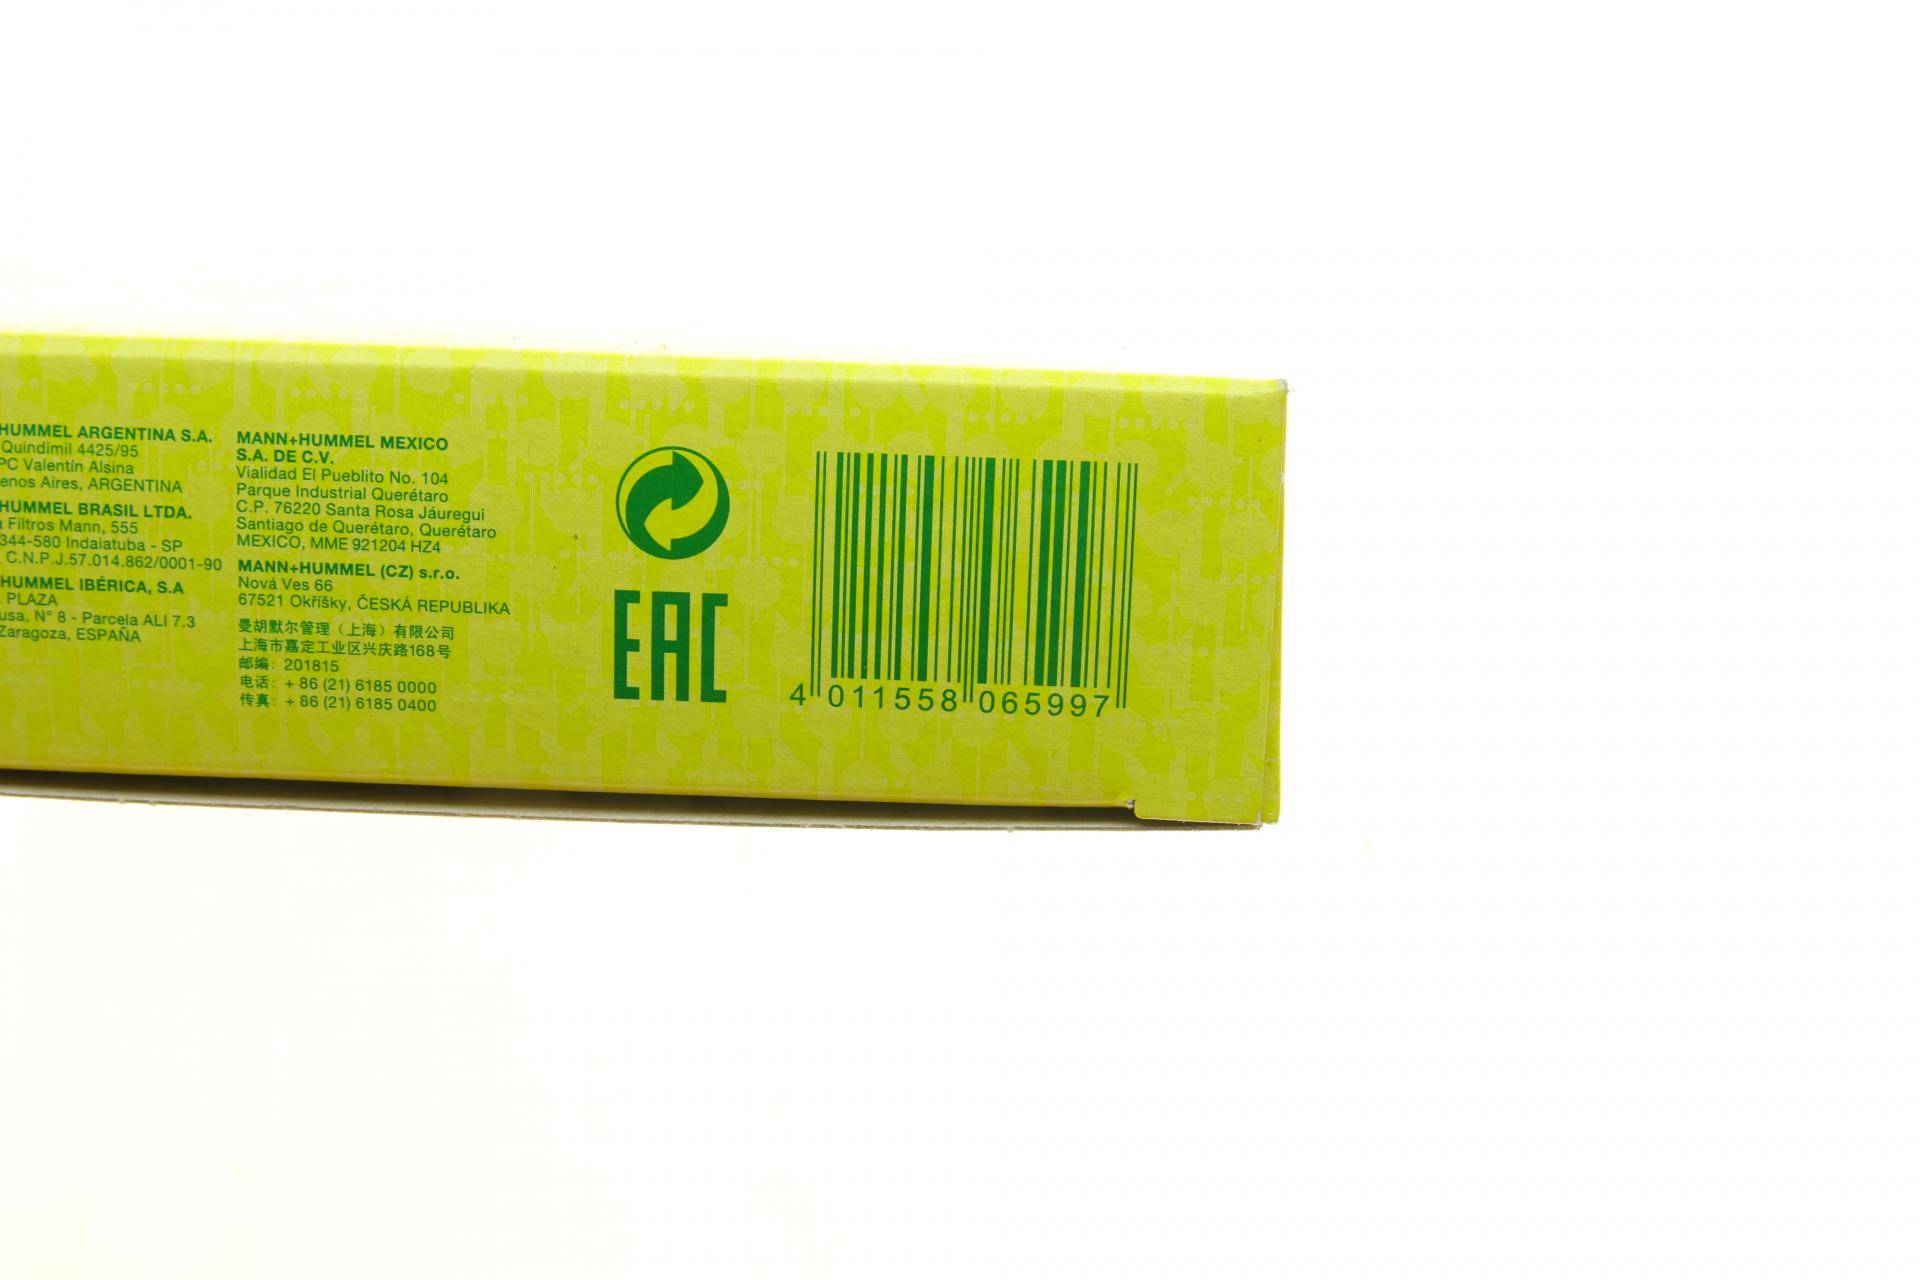 HUMMEL ARGENTINA S.A.
Quindimil 4425/95
PC Valentín Alsina
enos Aires, ARGENTINA
HUMMEL BRASIL LTDA.
a Filtros Mann, 555
344-580 Indaiatuba - SP
C.N.P.J.57.014.862/0001-90
HUMMEL IBÉRICA, S.A
PLAZA
usa, N° 8 - Parcela ALI 7.3
Zaragoza, ESPAÑA
MANN+HUMMEL MEXICO
S.A. DE C.V.
Vialidad El Pueblito No. 104
Parque Industrial Querétaro
C.P. 76220 Santa Rosa Jáuregui
Santiago de Querétaro, Querétaro
MEXICO, MME 921204 HZ4
MANN+HUMMEL (CZ) s.r.o.
Nová Ves 66
67521 Okříšky, ČESKÁ REPUBLIKA
曼胡默尔管理（上海）有限公司
上海市嘉定工业区兴庆路168号
邮编：201815
电话：+ 86 (21) 6185 0000
传真：+ 86 (21) 6185 0400
EAC
4 011558 065997